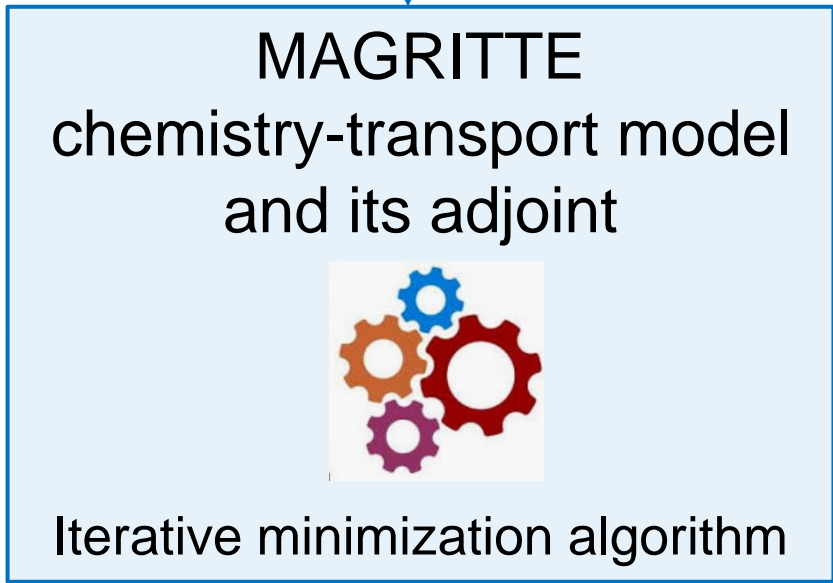 MAGRITTE
chemistry-transport model
and its adjoint
Iterative minimization algorithm